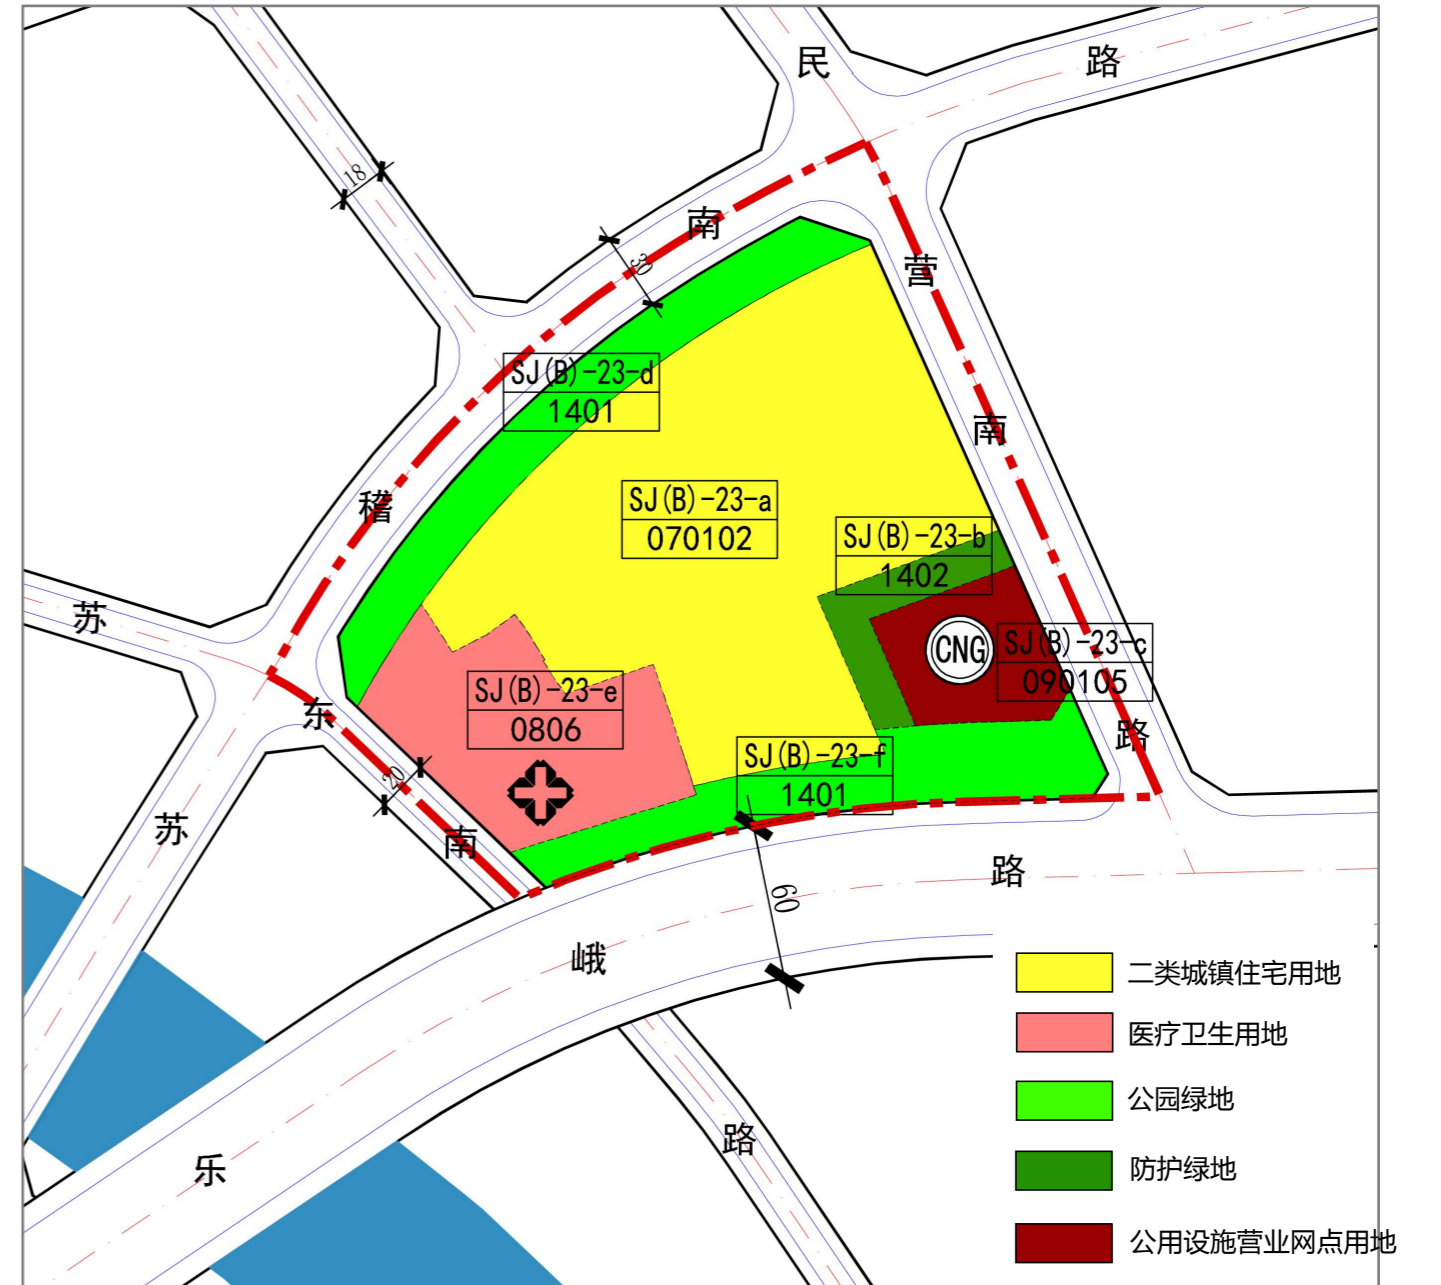 民
路
18
南
30
营
SJ(B)-23-d
1401
南
稽
SJ(B)-23-a
070102
SJ(B)-23-b
1402
苏
CNG
SJ(B)-23-c
090105
东
SJ(B)-23-e
0806
路
20
SJ(B)-23-f
1401
苏
南
路
60
峨
二类城镇住宅用地
医疗卫生用地
公园绿地
路
乐
防护绿地
公用设施营业网点用地